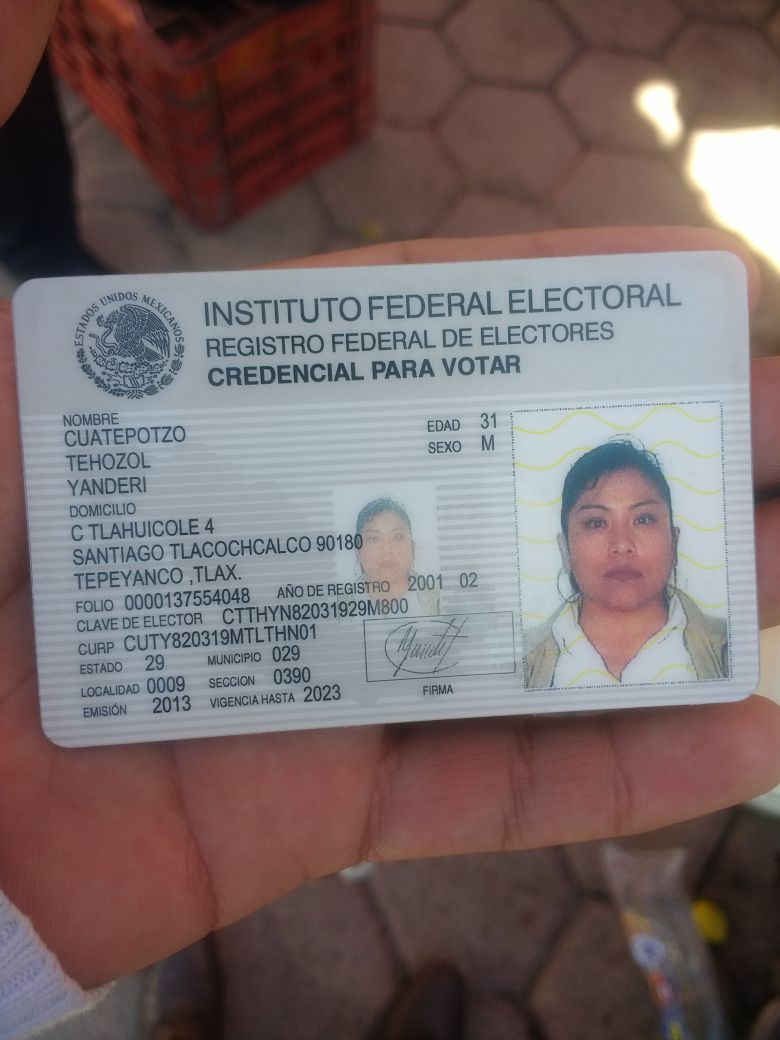 ESTADOS UNIDOS MEXICANOS
INSTITUTO FEDERAL ELECTORAL
REGISTRO FEDERAL DE ELECTORES
CREDENCIAL PARA VOTAR
NOMBRE
CUATEPOTZO
TEHOZOL
YANDERI
EDAD 31
SEXO M
DOMICILIO
C TLAHUICOLE 4
SANTIAGO TLACOCHCALCO 90180
TEPEYANCO ,TLAX.
FOLIO 0000137554048 AÑO DE REGISTRO 2001 02
CLAVE DE ELECTOR CTTHYN82031929M800
CURP CUTY820319MTLTHN01
ESTADO 29 MUNICIPIO 029
LOCALIDAD 0009 SECCION 0390
EMISIÓN 2013 VIGENCIA HASTA 2023
FIRMA